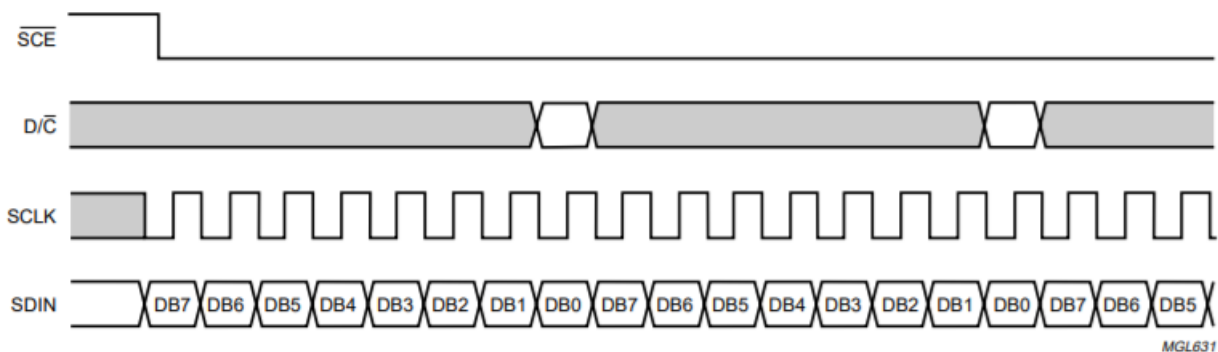 S̅C̅E̅
D/C̅
SCLK
SDIN DB7 DB6 DB5 DB4 DB3 DB2 DB1 DB0 DB7 DB6 DB5 DB4 DB3 DB2 DB1 DB0 DB7 DB6 DB5
MGL631